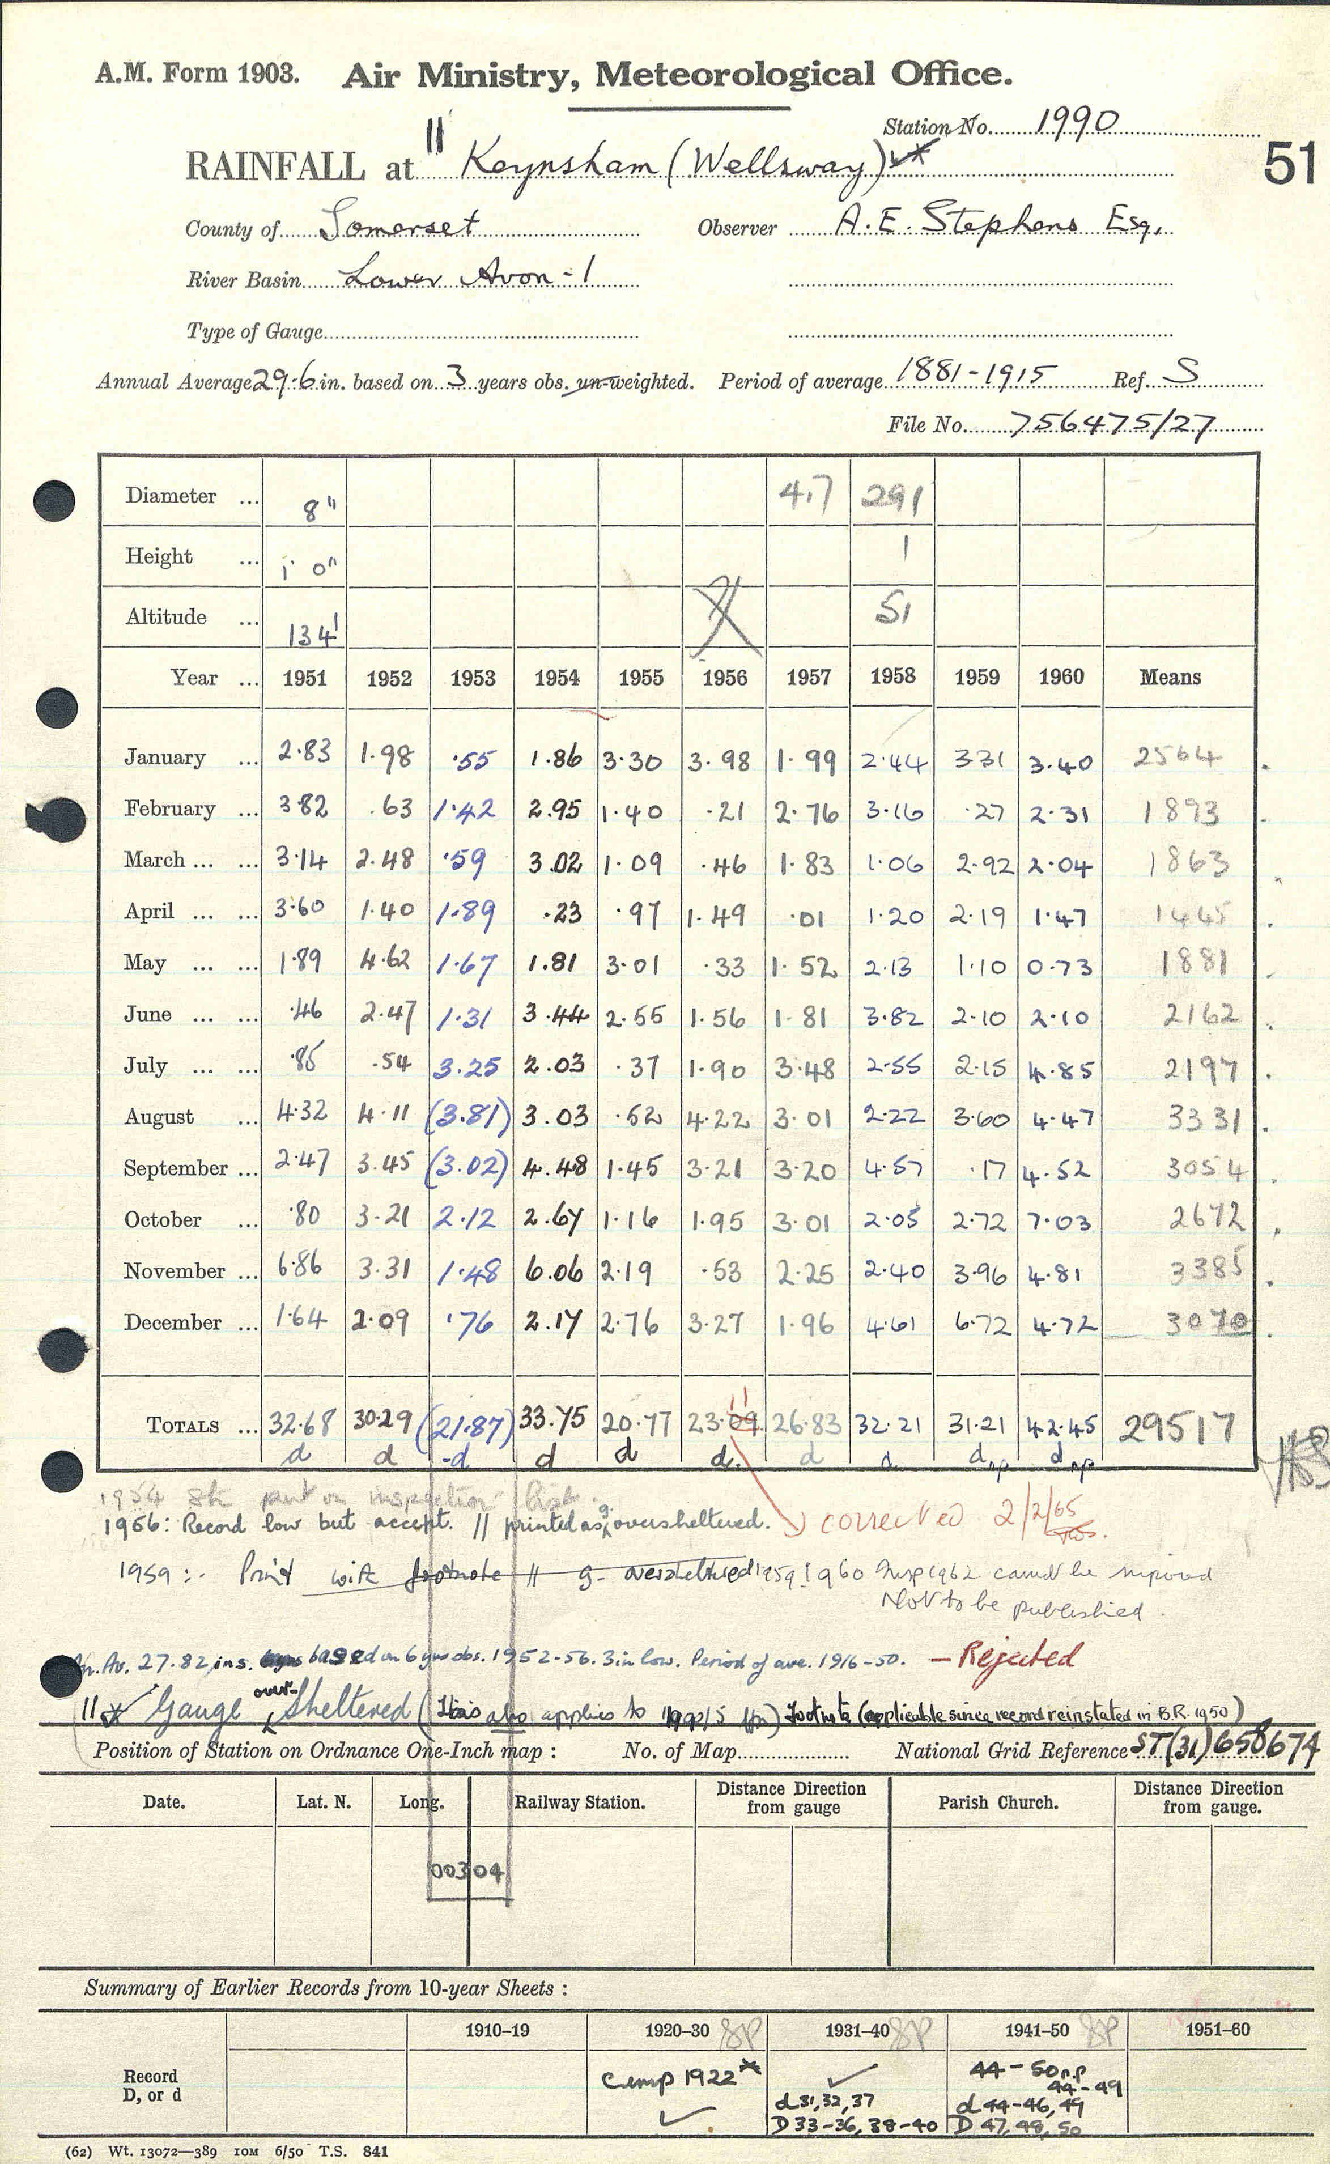 A.M. Form 1903. Air Ministry, Meteorological Office.
Station No. 1990
RAINFALL at " Keynsham (Wellsway) 51
County of Somerset Observer A.E. Stephens Esq.
River Basin Lower Avon - 1
Type of Gauge
Annual Average 29.6 in. based on 3 years obs. un-weighted. Period of average 1881-1915 Ref. S
File No. 756475/27
Diameter ... 8" 4.7 291
Height ... 1' 0" 1
Altitude ... 134' 51
Year ... 1951 1952 1953 1954 1955 1956 1957 1958 1959 1960 Means
January ... 2.83 1.98 .55 1.86 3.30 3.98 1.99 2.44 3.31 3.40 2564
February ... 3.82 .63 1.42 2.95 1.40 .21 2.76 3.16 .27 2.31 1893
March ... ... 3.14 2.48 .59 3.02 1.09 .46 1.83 1.06 2.92 2.04 1863
April ... ... 3.60 1.40 1.89 .23 .97 1.49 .01 1.20 2.19 1.47 1445
May ... ... 1.89 4.62 1.67 1.81 3.01 .33 1.52 2.13 1.10 0.73 1881
June ... ... .46 2.47 1.31 3.44 2.55 1.56 1.81 3.82 2.10 2.10 2162
July ... ... .85 .54 3.25 2.03 .37 1.90 3.48 2.55 2.15 4.85 2197
August ... 4.32 4.11 (3.81) 3.03 .52 4.22 3.01 2.22 3.60 4.47 3331
September ... 2.47 3.45 (3.02) 4.48 1.45 3.21 3.20 4.57 .17 4.52 3054
October ... .80 3.21 2.12 2.67 1.16 1.95 3.01 2.05 2.72 7.03 2672
November ... 6.86 3.31 1.48 6.06 2.19 .53 2.25 2.40 3.96 4.81 3385
December ... 1.64 2.09 .76 2.17 2.76 3.27 1.96 4.61 6.72 4.72 3070
11
TOTALS ... 32.68 30.29 (21.87) 33.75 20.77 23.09 26.83 32.21 31.21 42.45 29517
d d d d d d d d d np d np
1954 put on inspection list.
1956: Record low but accept. || printed as g oversheltered. corrected 2/2/65
1959:- Print with footnote || g- oversheltered 1959, 1960 Insp 1962 cannot be
Not to be published.
An. Av. 27.82 ins. based on 6 yrs obs. 1952-56. 3 in low. Period of ave. 1916-50. - Rejected
|| * Gauge over-sheltered (This also applies to 1990/5) Footnote (applicable since record reinstated in B.R. 1950)
Position of Station on Ordnance One-Inch map : No. of Map National Grid Reference ST(31)658674
Date. Lat. N. Long. Railway Station. Distance Direction from gauge Parish Church. Distance Direction from gauge.
00304
Summary of Earlier Records from 10-year Sheets :
1910-19 1920-30 SP 1931-40 SP 1941-50 SP 1951-60
Record D, or d
comp 1922 *
d 31, 32, 37
D 33-36, 38-40
44-50 n.p
44-49
d 44-46, 49
D 47, 48, 50
(62) Wt. 13072—389 10M 6/50 T.S. 841